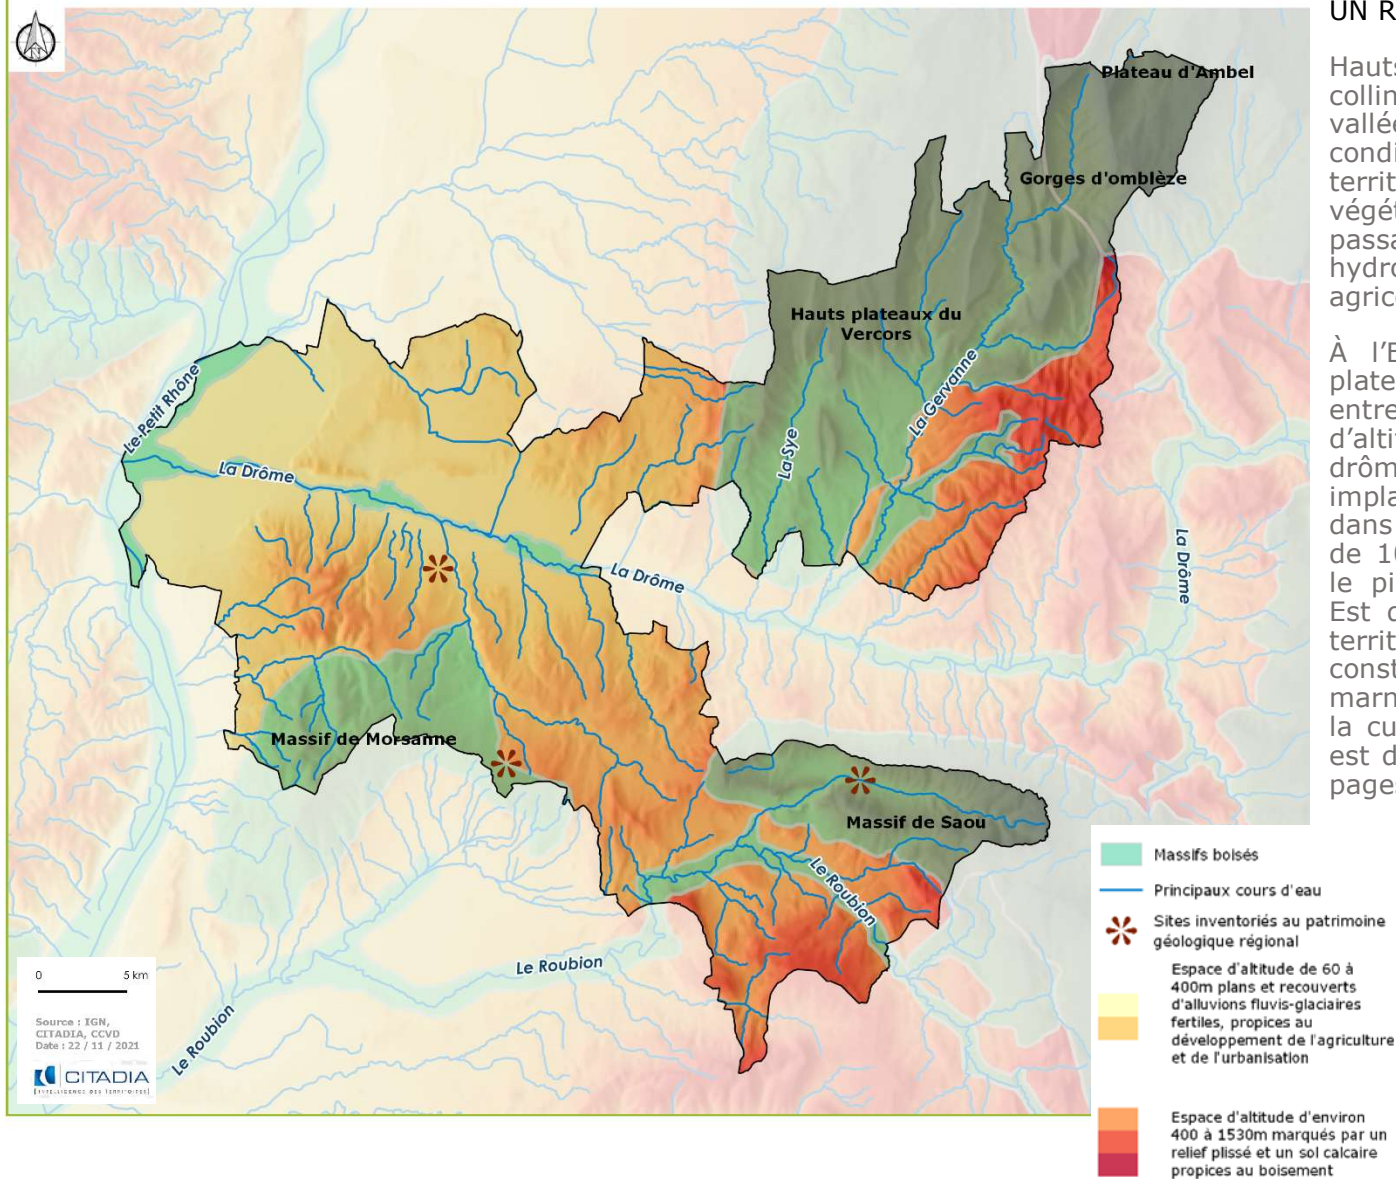 UN R
Hauts
collin
vallée
condi
territ
végét
passa
hydro
agric
À l'E
plate
entre
d'alti
drôm
impla
dans
de 10
le pi
Est d
territ
const
marn
la cu
est d
page
Plateau d'Ambel
Gorges d'omblèze
Hauts plateaux du
Vercors
Le Petit Rhône
La Gervanne
La Sye
La Drôme
La Drôme
La Drôme
Massif de Morsanne
Massif de Saou
Le Roubion
Le Roubion
Le Roubion
0 5 km
Source : IGN,
CITADIA, CCVD
Date : 22 / 11 / 2021
CITADIA
[INTELLIGENCE DES TERRITOIRES]
Massifs boisés
Principaux cours d'eau
Sites inventoriés au patrimoine
géologique régional
Espace d'altitude de 60 à
400m plans et recouverts
d'alluvions fluvis-glaciaires
fertiles, propices au
développement de l'agriculture
et de l'urbanisation
Espace d'altitude d'environ
400 à 1530m marqués par un
relief plissé et un sol calcaire
propices au boisement